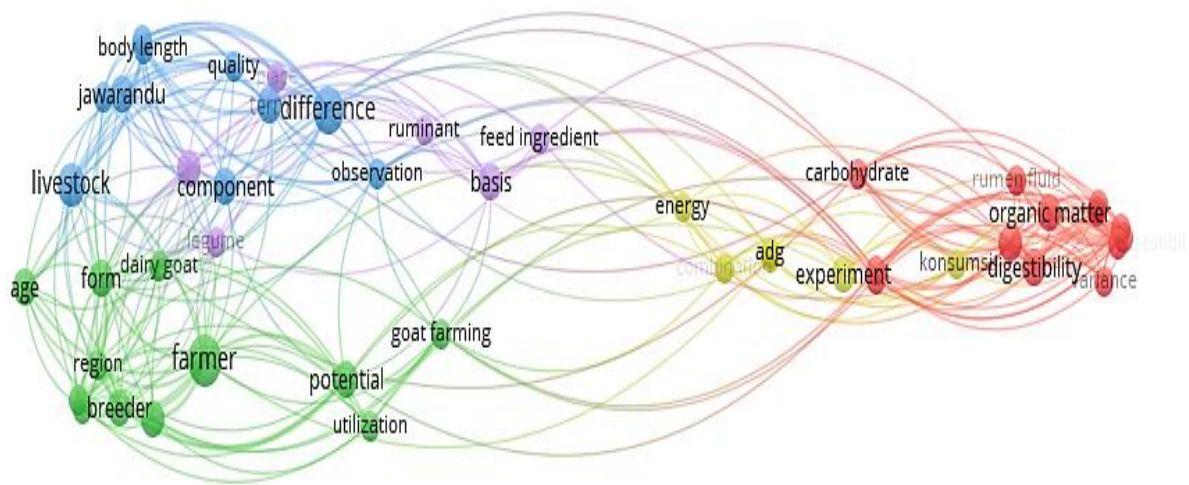 body length
quality
jawarandu
difference
ruminant
feed ingredient
observation
carbohydrate
rumen fluid
livestock
component
basis
energy
organic matter
legume
dairy goat
adg
form
experiment
konsumsi
digestibility
variance
age
goat farming
region
farmer
potential
breeder
utilization